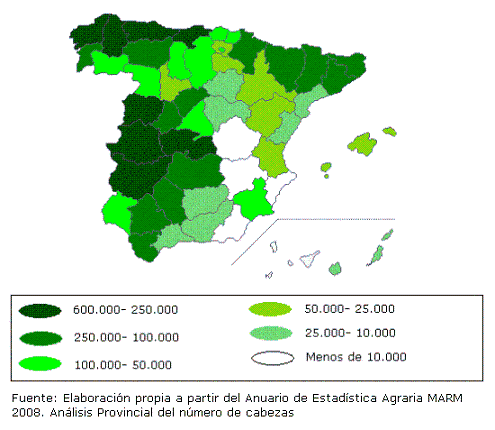 600.000- 250.000
250.000- 100.000
100.000- 50.000
50.000- 25.000
25.000- 10.000
Menos de 10.000
Fuente: Elaboración propia a partir del Anuario de Estadística Agraria MARM
2008. Análisis Provincial del número de cabezas